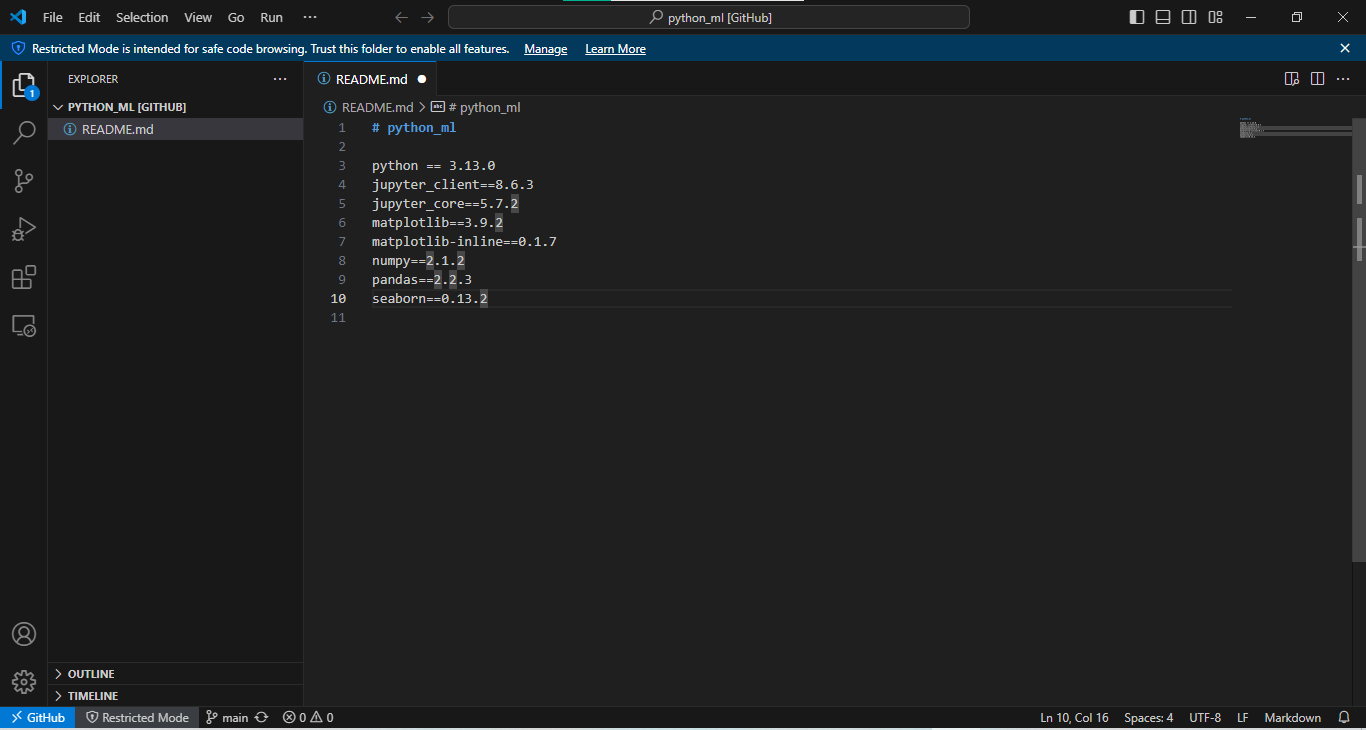 File Edit Selection View Go Run ···
python_ml [GitHub]
Restricted Mode is intended for safe code browsing. Trust this folder to enable all features. Manage Learn More
EXPLORER
PYTHON_ML [GITHUB]
README.md
1
README.md
README.md > # python_ml
1 # python_ml
2
3 python == 3.13.0
4 jupyter_client==8.6.3
5 jupyter_core==5.7.2
6 matplotlib==3.9.2
7 matplotlib-inline==0.1.7
8 numpy==2.1.2
9 pandas==2.2.3
10 seaborn==0.13.2
11
OUTLINE
TIMELINE
GitHub Restricted Mode main 0 0 Ln 10, Col 16 Spaces: 4 UTF-8 LF Markdown